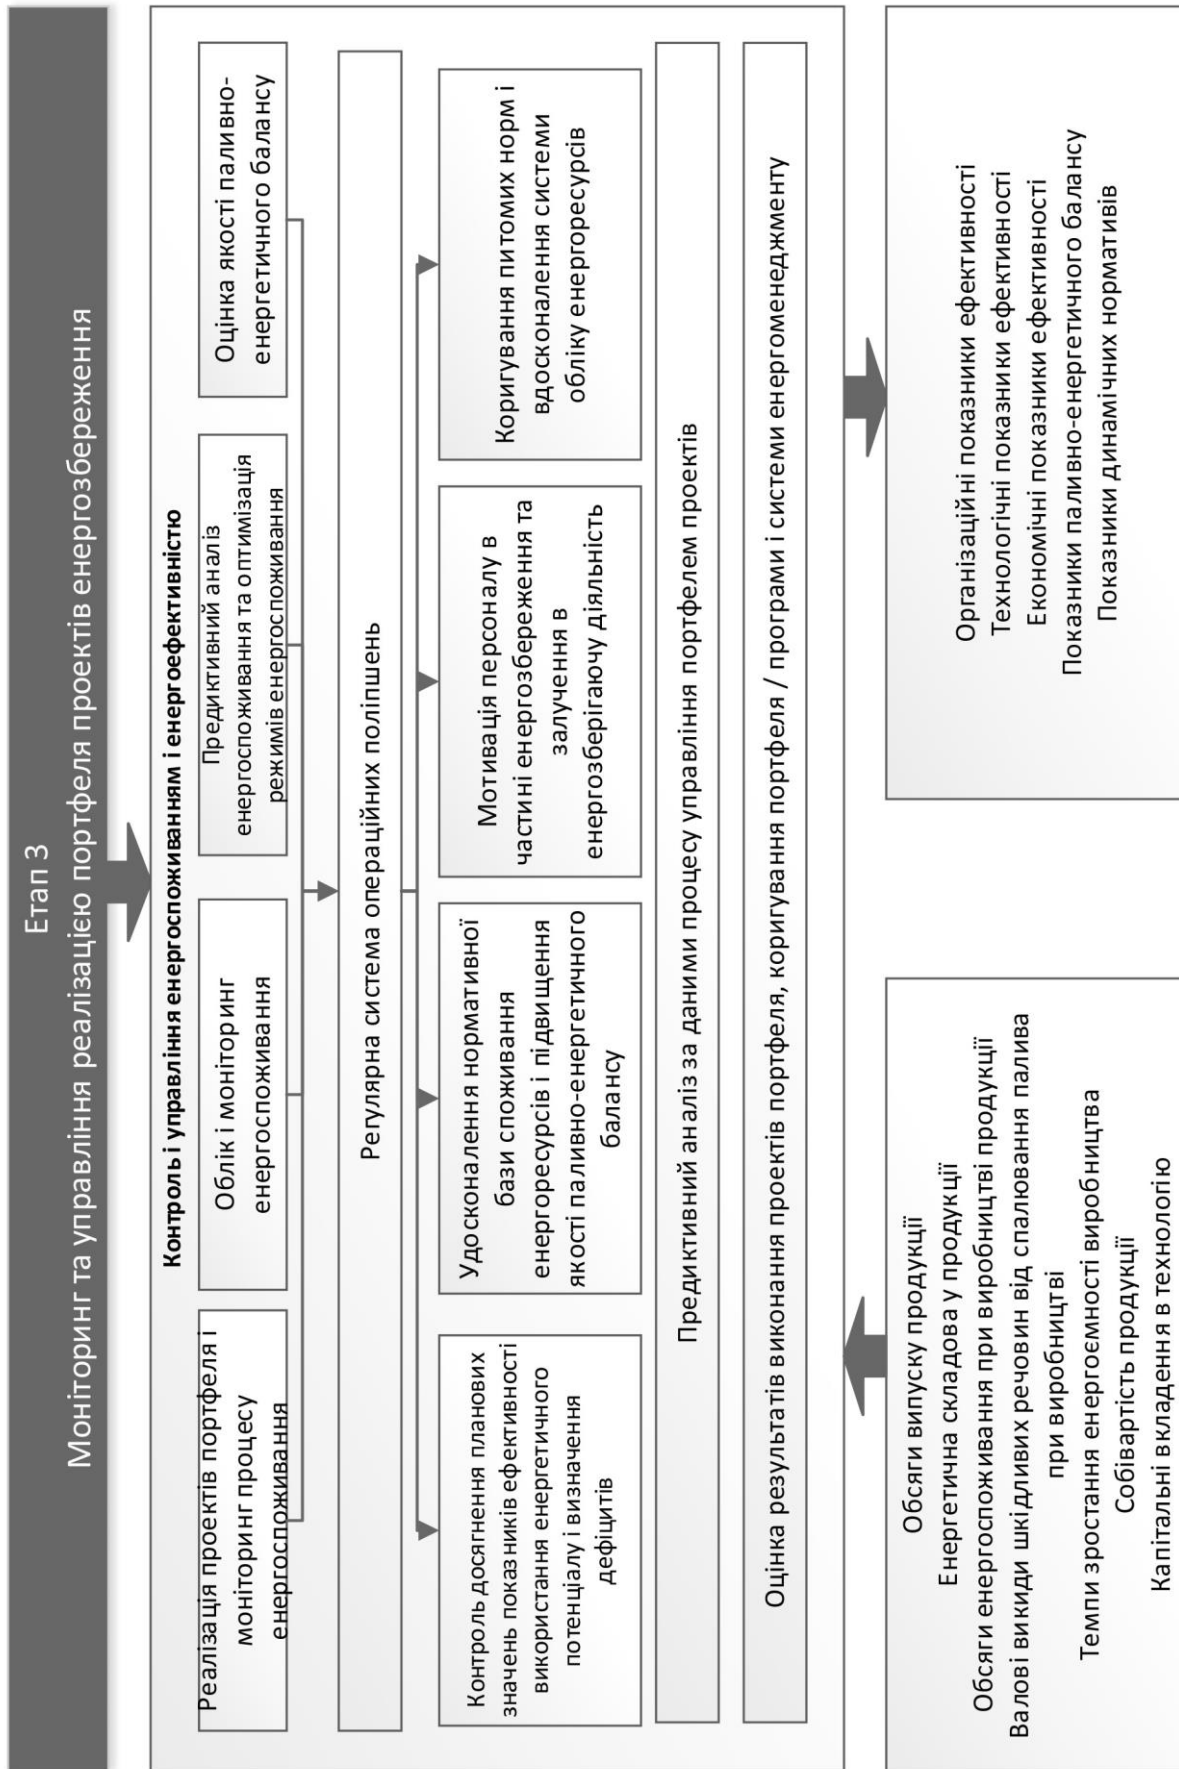 Етап 3
Моніторинг та управління реалізацією портфеля проектів енергозбереження
Контроль і управління енергоспоживанням і енергоефективністю
Реалізація проектів портфеля і
моніторинг процесу
енергоспоживання
Облік і моніторинг
енергоспоживання
Предиктивний аналіз
енергоспоживання та оптимізація
режимів енергоспоживання
Оцінка якості паливно-
енергетичного балансу
Регулярна система операційних поліпшень
Контроль досягнення планових
значень показників ефективності
використання енергетичного
потенціалу і визначення
дефіцитів
Удосконалення нормативної
бази споживання
енергоресурсів і підвищення
якості паливно-енергетичного
балансу
Мотивація персоналу в
частині енергозбереження та
залучення в
енергозберігаючу діяльність
Коригування питомих норм і
вдосконалення системи
обліку енергоресурсів
Предиктивний аналіз за даними процесу управління портфелем проектів
Оцінка результатів виконання проектів портфеля, коригування портфеля / програми і системи енергоменеджменту
Обсяги випуску продукції
Енергетична складова у продукції
Обсяги енергоспоживання при виробництві продукції
Валові викиди шкідливих речовин від спалювання палива
при виробництві
Темпи зростання енергоємності виробництва
Собівартість продукції
Капітальні вкладення в технологію
Організаційні показники ефективності
Технологічні показники ефективності
Економічні показники ефективності
Показники паливно-енергетичного балансу
Показники динамічних нормативів